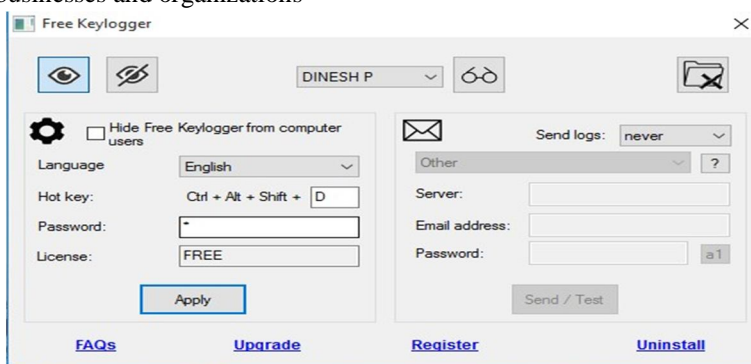 businesses and organizations
Free Keylogger
DINESH P
Hide Free Keylogger from computer
users
Language English
Hot key: Ctrl + Alt + Shift + D
Password: *
License: FREE
Apply
Send logs: never
Other ?
Server:
Email address:
Password: a1
Send / Test
FAQs Upgrade Register Uninstall